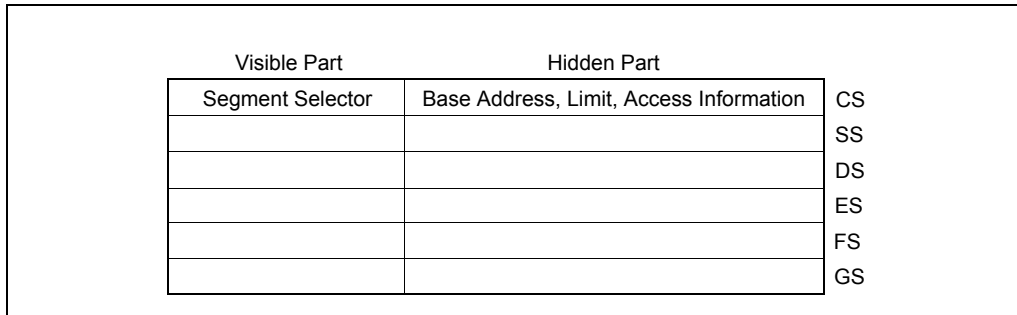 Visible Part Hidden Part
Segment Selector Base Address, Limit, Access Information CS
SS
DS
ES
FS
GS